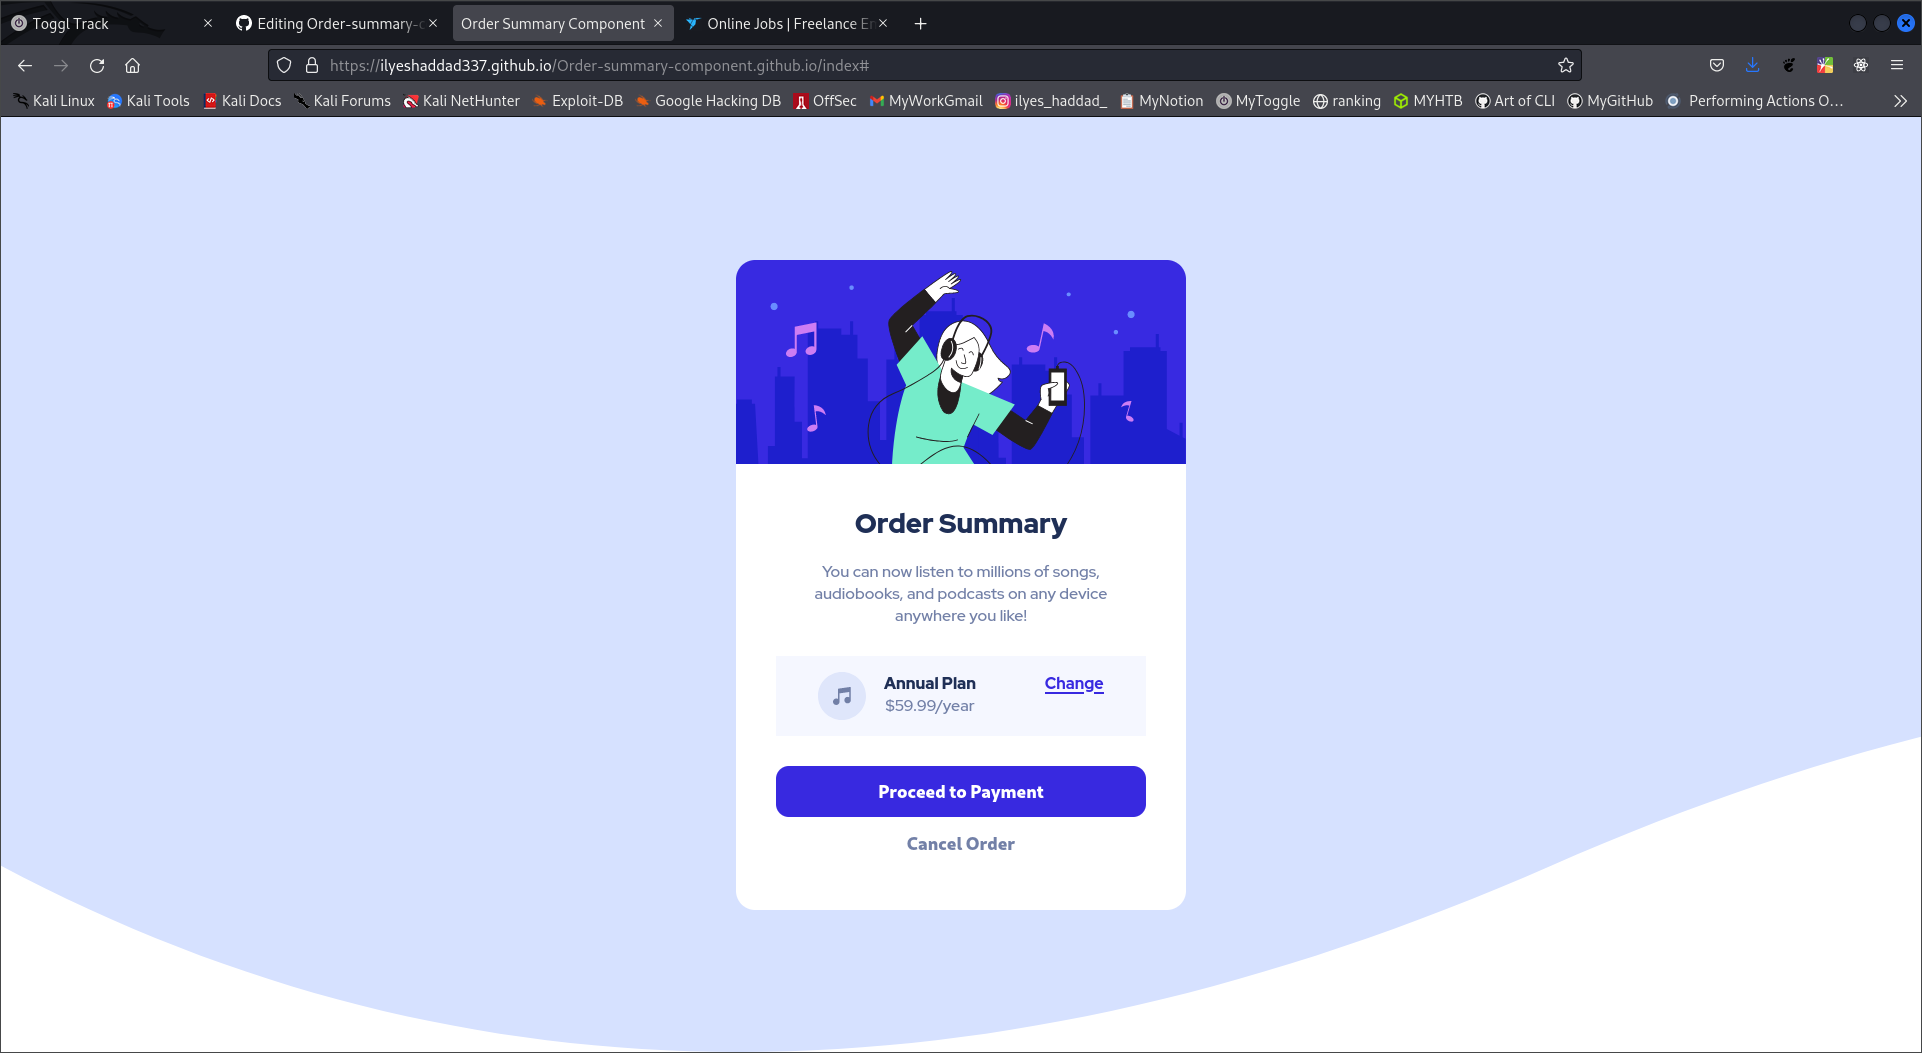 Toggl Track
Editing Order-summary-c
Order Summary Component
Online Jobs | Freelance Em
https://ilyeshaddad337.github.io/Order-summary-component.github.io/index#
Kali Linux Kali Tools Kali Docs Kali Forums Kali NetHunter Exploit-DB Google Hacking DB OffSec MyWorkGmail ilyes_haddad_ MyNotion MyToggle ranking MYHTB Art of CLI MyGitHub Performing Actions O…
Order Summary
You can now listen to millions of songs,
audiobooks, and podcasts on any device
anywhere you like!
Annual Plan
Change
$59.99/year
Proceed to Payment
Cancel Order